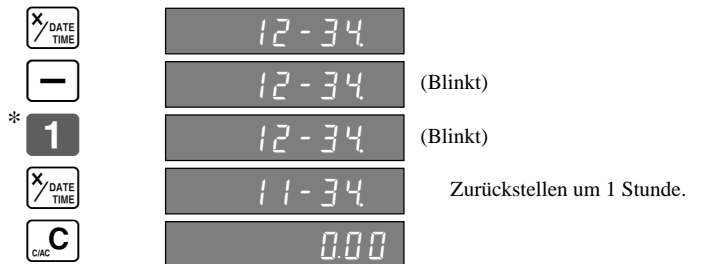 X/DATE TIME 12-34.
— 12-34. (Blinkt)
* 1 12-34. (Blinkt)
X/DATE TIME 11-34. Zurückstellen um 1 Stunde.
C/AC C 0.00